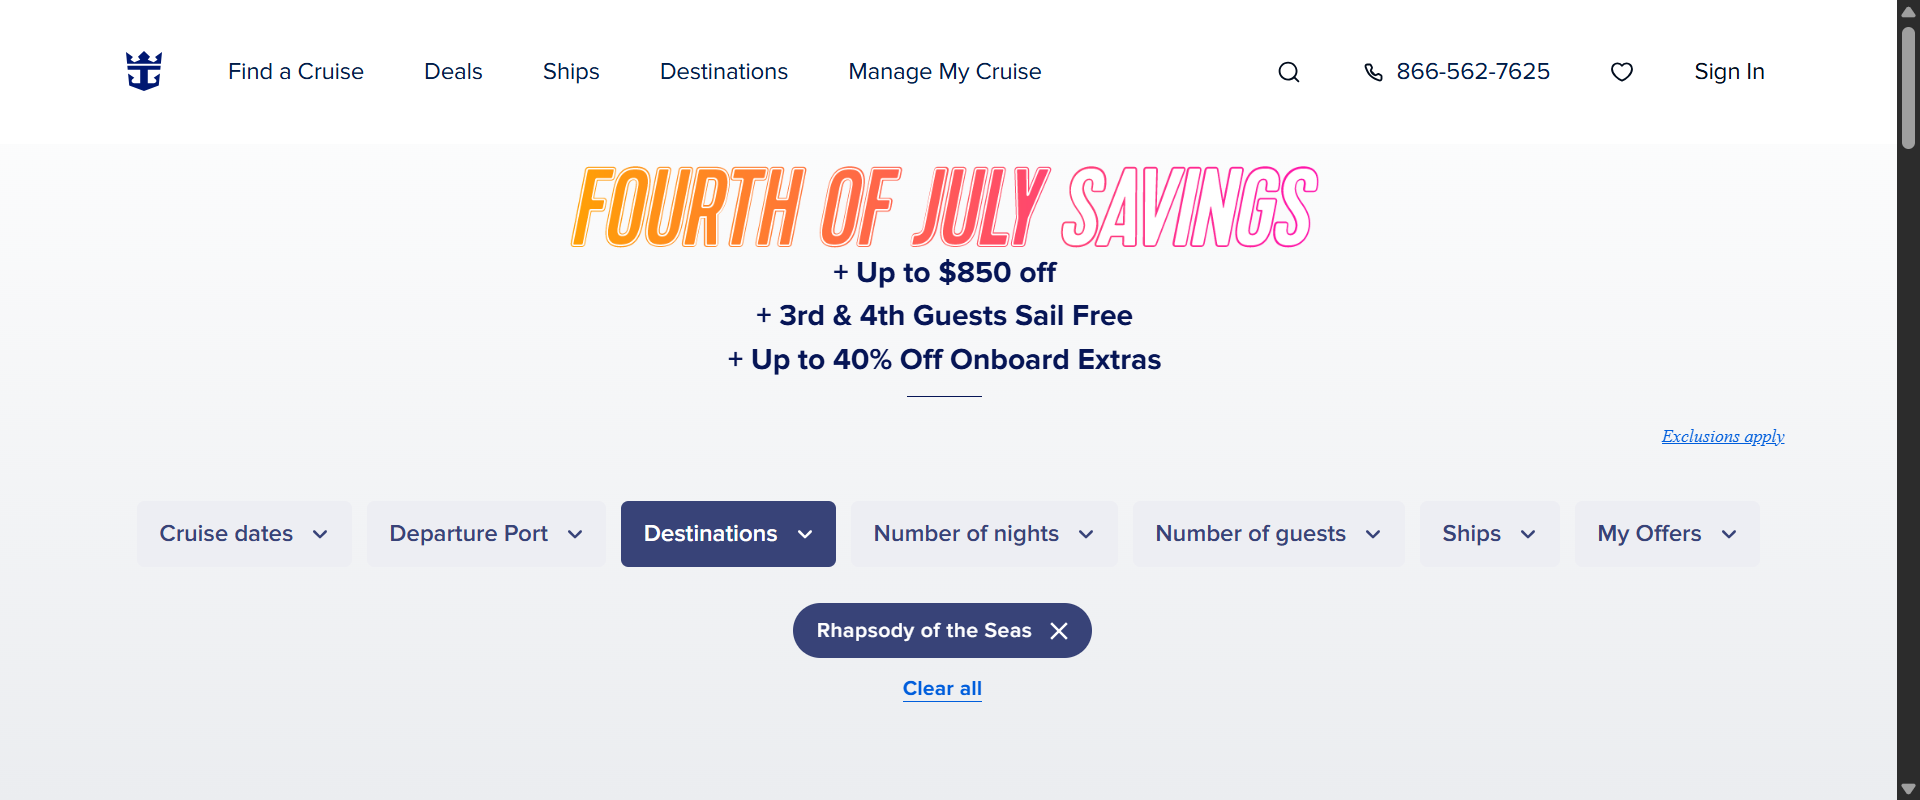 Find a Cruise Deals Ships Destinations Manage My Cruise 866-562-7625 Sign In
FOURTH OF JULY SAVINGS
+ Up to $850 off
+ 3rd & 4th Guests Sail Free
+ Up to 40% Off Onboard Extras
Exclusions apply
Cruise dates Departure Port Destinations Number of nights Number of guests Ships My Offers
Rhapsody of the Seas
Clear all